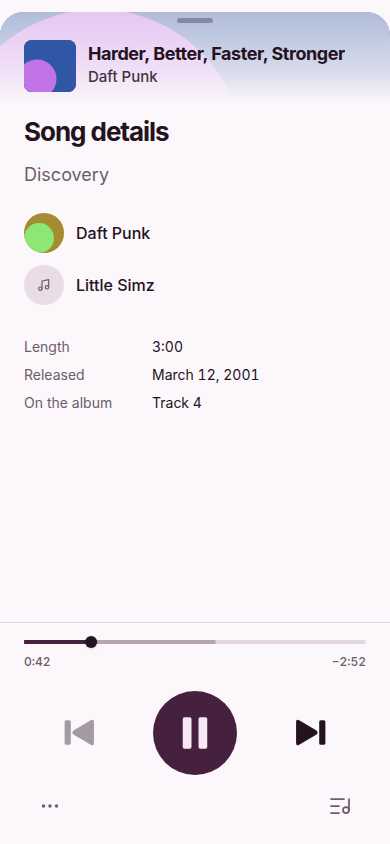 Harder, Better, Faster, Stronger
Daft Punk
Song details
Discovery
Daft Punk
Little Simz
Length 3:00
Released March 12, 2001
On the album Track 4
0:42 −2:52